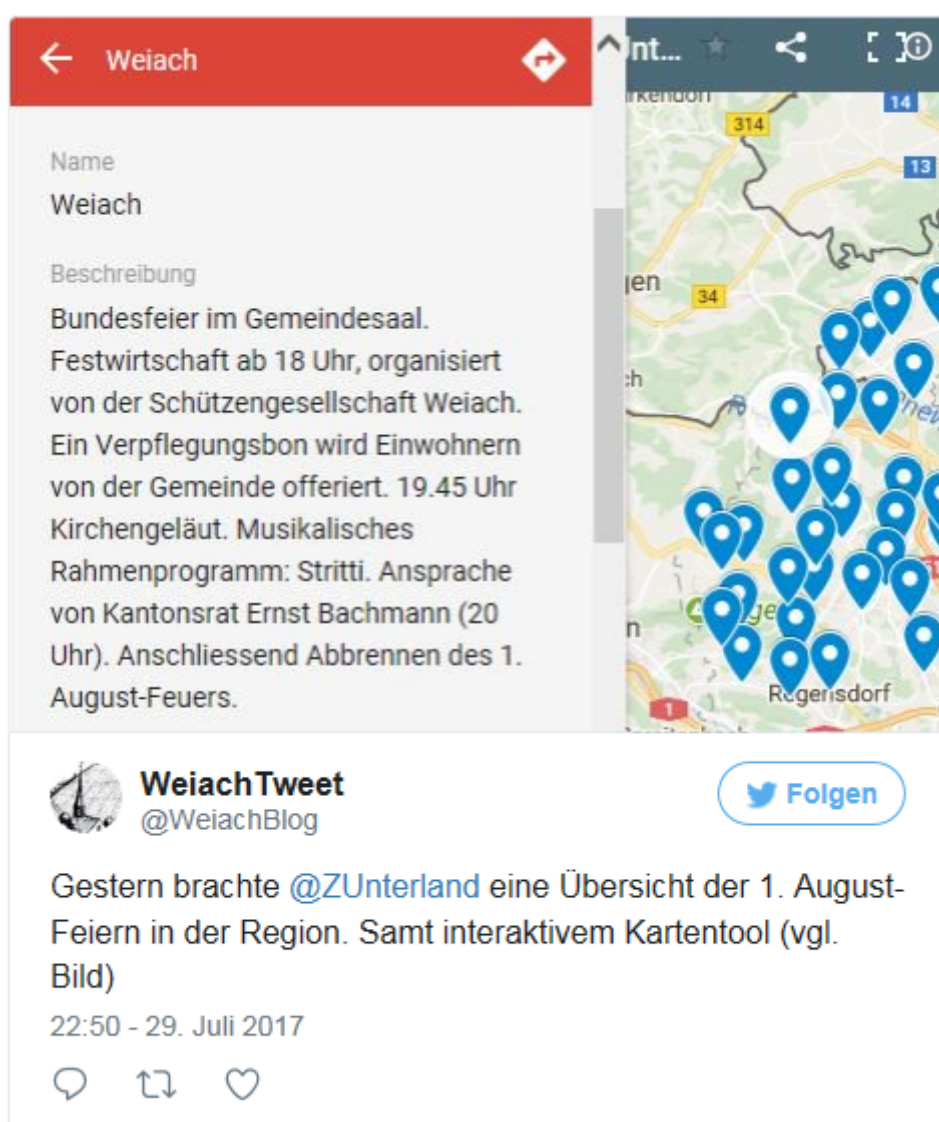 Weiach
Unt...
Name
Weiach
Beschreibung
Bundesfeier im Gemeindesaal.
Festwirtschaft ab 18 Uhr, organisiert
von der Schützengesellschaft Weiach.
Ein Verpflegungsbon wird Einwohnern
von der Gemeinde offeriert. 19.45 Uhr
Kirchengeläut. Musikalisches
Rahmenprogramm: Stritti. Ansprache
von Kantonsrat Ernst Bachmann (20
Uhr). Anschliessend Abbrennen des 1.
August-Feuers.
14
314
13
34
Regensdorf
1
WeiachTweet
@WeiachBlog
Folgen
Gestern brachte @ZUnterland eine Übersicht der 1. August-
Feiern in der Region. Samt interaktivem Kartentool (vgl.
Bild)
22:50 - 29. Juli 2017